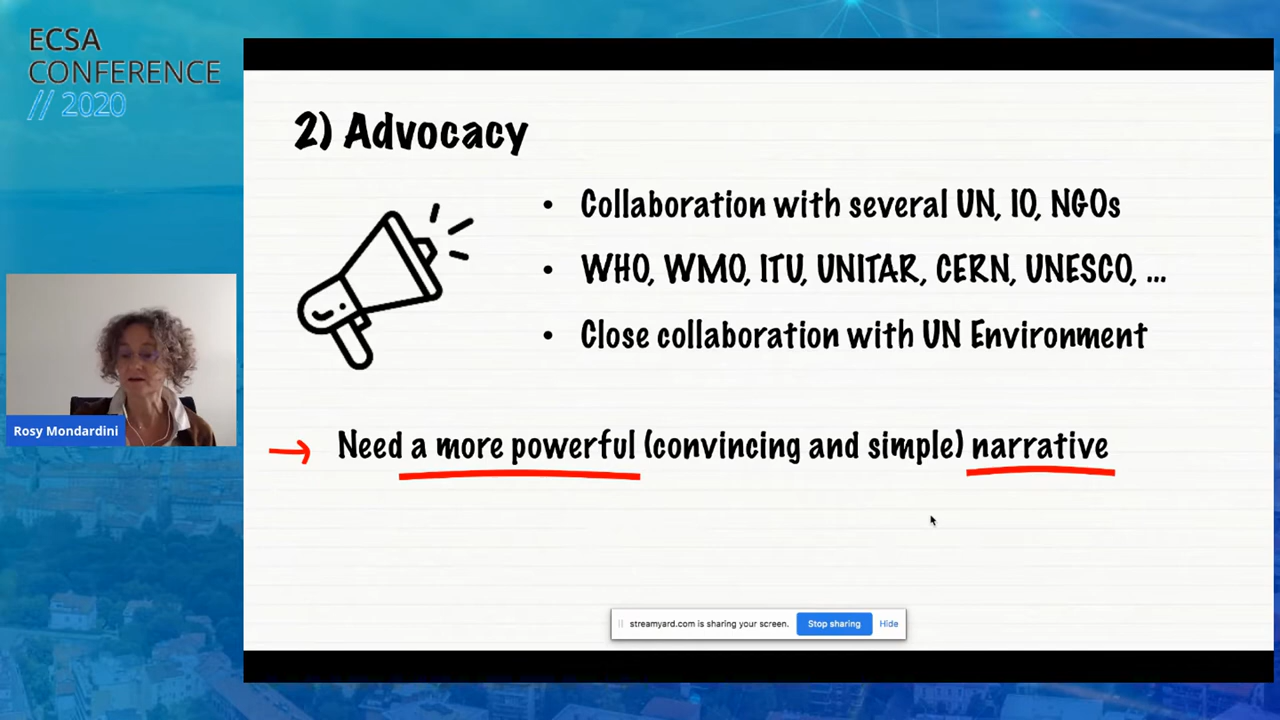 ECSA
CONFERENCE
// 2020
2) Advocacy
• Collaboration with several UN, IO, NGOs
• WHO, WMO, ITU, UNITAR, CERN, UNESCO, ...
• Close collaboration with UN Environment
→ Need a more powerful (convincing and simple) narrative
Rosy Mondardini
streamyard.com is sharing your screen. Stop sharing Hide